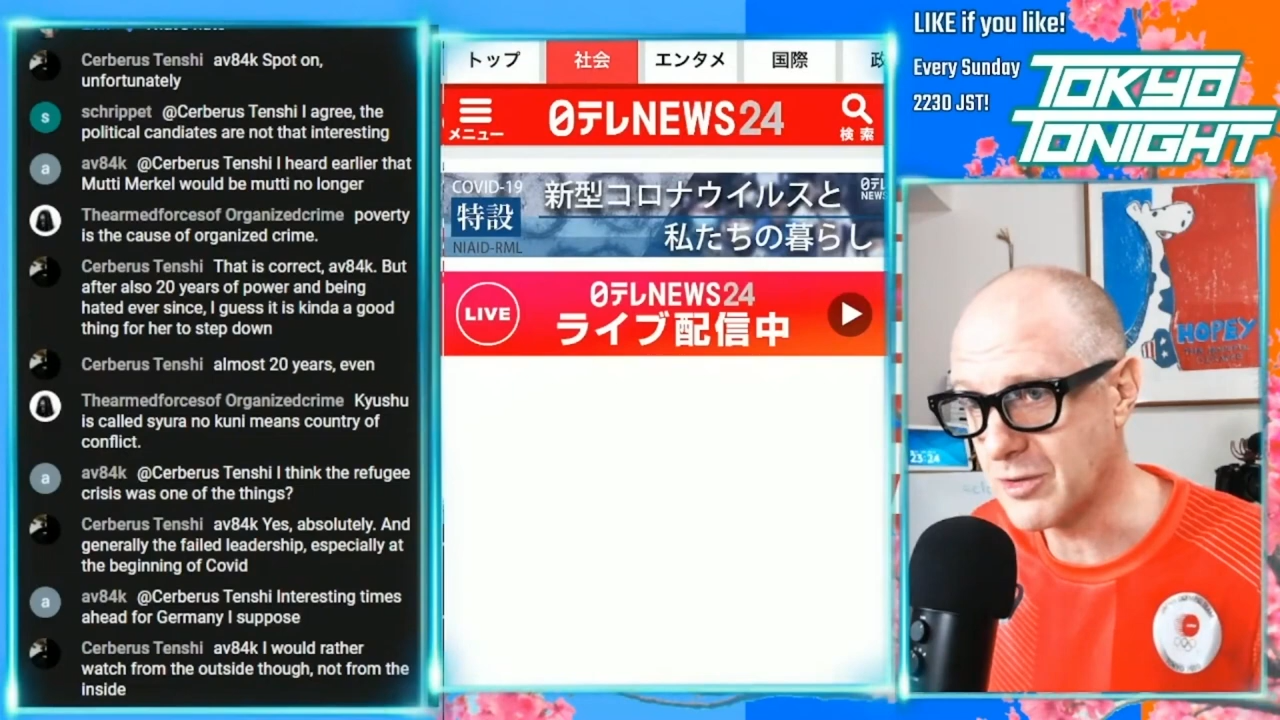 Cerberus Tenshi av84k Spot on,
unfortunately
schrippet @Cerberus Tenshi I agree, the
political candiates are not that interesting
av84k @Cerberus Tenshi I heard earlier that
Mutti Merkel would be mutti no longer
Thearmedforcesof Organizedcrime poverty
is the cause of organized crime.
Cerberus Tenshi That is correct, av84k. But
after also 20 years of power and being
hated ever since, I guess it is kinda a good
thing for her to step down
Cerberus Tenshi almost 20 years, even
Thearmedforcesof Organizedcrime Kyushu
is called syura no kuni means country of
conflict.
av84k @Cerberus Tenshi I think the refugee
crisis was one of the things?
Cerberus Tenshi av84k Yes, absolutely. And
generally the failed leadership, especially at
the beginning of Covid
av84k @Cerberus Tenshi Interesting times
ahead for Germany I suppose
Cerberus Tenshi av84k I would rather
watch from the outside though, not from the
inside
s
a
a
a
トップ 社会 エンタメ 国際 政
メニュー 日テレNEWS24 検索
COVID-19
特設
NIAID-RML
新型コロナウイルスと
私たちの暮らし
日テレ
NEWS
LIVE
日テレNEWS24
ライブ配信中
LIKE if you like!
Every Sunday
2230 JST!
TOKYO
TONIGHT
HOPEY
23:24